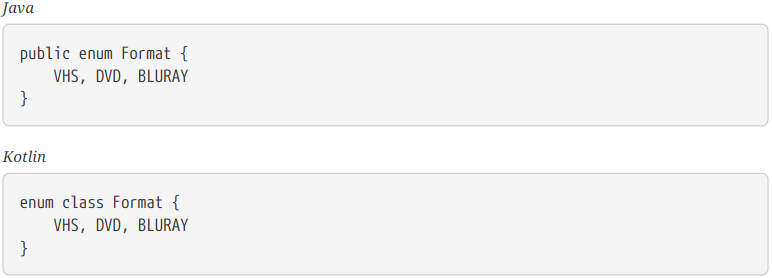 Java
public enum Format {
    VHS, DVD, BLURAY
}
Kotlin
enum class Format {
    VHS, DVD, BLURAY
}